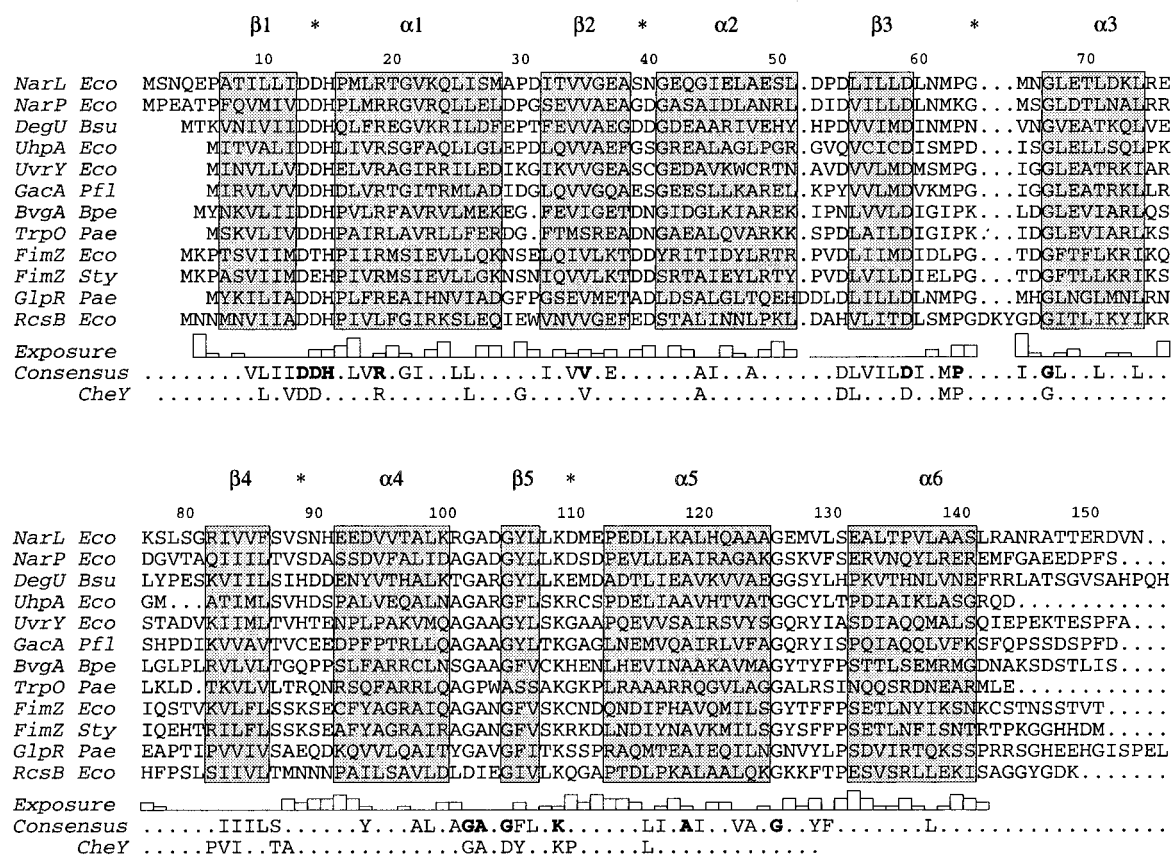 β1 * α1 β2 * α2 β3 * α3
10 20 30 40 50 60 70
NarL Eco MSNQEPATILLIDDHPMLRTGVKQLISMAPDITVVGEASNGEQGIELAESL.DPDLILLDLNMPG...MNGLETLDKLRE
NarP Eco MPEATPFQVMIVDDHPLMRRGVRQLLELDPGSEVVAEAGDGASAIDLANRL.DIDVILLDLNMKG...MSGLDTLNALRR
DegU Bsu MTKVNIVIIDDHQLFREGVKRILDFEPTFEVVAEGDDGDEAARIVEHY.HPDVVIMDINMPN...VNGVEATKQLVE
UhpA Eco MITVALIDDHLIVRSGFAQLLGLEPDLQVVAEFGSGREALAGLPGR.GVQVCICDISMPD...ISGLELLSQLPK
UvrY Eco MINVLLVDDHELVRAGIRRILEDIKGIKVVGEASCGEDAVKWCRTN.AVDVVLMDMSMPG...IGGLEATRKIAR
GacA Pfl MIRVLVVDDHDLVRTGITRMLADIDGLQVVGQAESGEESLLKAREL.KPYVVLMDVKMPG...IGGLEATRKLLR
BvgA Bpe MYNKVLIIDDHPVLRFAVRVLMEKEG.FEVIGETDNGIDGLKIAREK.IPNLVVLDIGIPK...LDGLEVIARLQS
TrpO Pae MSKVLIVDDHPAIRLAVRLLFERDG.FTMSREADNGAEALQVARKK.SPDLAILDIGIPK...IDGLEVIARLKS
FimZ Eco MKPTSVIIMDTHPIIRMSIEVLLQKNSELQIVLKTDDYRITIDYLRTR.PVDLIIMDIDLPG...TDGFTFLKRIKQ
FimZ Sty MKPASVIIMDEHPIVRMSIEVLLGKNSNIQVVLKTDDSRTAIEYLRTY.PVDLVILDIELPG...TDGFTLLKRIKS
GlpR Pae MYKILIADDHPLFREAIHNVIADGFPGSEVMETADLDSALGLTQEHDDLDLILLDLNMPG...MHGLNGLMNLRN
RcsB Eco MNNMNVIIADDHPIVLFGIRKSLEQIEWVNVVGEFEDSTALINNLPKL.DAHVLITDLSMPGDKYGDGITLIKYIKR
Exposure
Consensus ........VLIIDDH.LVR.GI..LL.....I.VV.E......AI..A......DLVILD I.MP....I.GL..L..L..
CheY .........L.VDD....R......L...G....V........A..........DL...D..MP......G.........
β4 * α4 β5 * α5 α6
80 90 100 110 120 130 140 150
NarL Eco KSLSGRIVVFSVSNHEEDVVTALKRGADGYLLKDMEPEDLLKALHQAAAGEMVLSEALTPVLAASLRANRATTERDVN..
NarP Eco DGVTAQIIILTVSDASSDVFALIDAGADGYLLKDSDPEVLLEAIRAGAKGSKVFSERVNQYLREREMFGAEEDPFS....
DegU Bsu LYPESKVIILSIHDDENYVTHALKTGARGYLLKEMDADTLIEAVKVVAEGGSYLHPKVTHNLVNEFRRLATSGVSAHPQH
UhpA Eco GM...ATIMLSVHDSPALVEQALNAGARGFLSKRCSPDELIAAVHTVATGGCYLTPDIAIKLASGRQD............
UvrY Eco STADVKIIMLTVHTENPLPAKVMQAGAAGYLSKGAAPQEVVSAIRSVYSGQRYIASDIAQQMALSQIEPEKTESPFA...
GacA Pfl SHPDIKVVAVTVCEEDPFPTRLLQAGAAGYLTKGAGLNEMVQAIRLVFAGQRYISPQIAQQLVFKSFQPSSDSPFD....
BvgA Bpe LGLPLRVLVLTGQPPSLFARRCLNSGAAGFVCKHENLHEVINAAKAVMAGYTYFPSTTLSEMRMGDNAKSDSTLIS....
TrpO Pae LKLD.TKVLVLTRQNRSQFARRLQAGPWASSAKGKPLRAAARRQGVLAGGALRSINQQSRDNEARMLE............
FimZ Eco IQSTVKVLFLSSKSECFYAGRAIQAGANGFVSKCNDQNDIFHAVQMILSGYTFFPSETLNYIKSNKCSTNSSTVT.....
FimZ Sty IQEHTRILFLSSKSEAFYAGRAIRAGANGFVSKRKDLNDIYNAVKMILSGYSFFPSETLNFLSNTRTPKGGHHDM.....
GlpR Pae EAPTIPVVIVSAEQDKQVVLQAITYGAVGFITKSSPRAQMTEAIEQILNGNVYLPSDVIRTQKSSPRRSGHEEHGISPEL
RcsB Eco HFPSLSIIVLTMNNNPAILSAVLDLDIEGIVLKQGAPTDLPKALAALQKGKKFTPESVSRLLEKISAGGYGDK.......
Exposure
Consensus ......IIILS......Y...AL.AGA.GFL.K......LI.AI..VA.G..YF.......L..................
CheY .....PVI..TA.............GA.DY..KP.....L.............